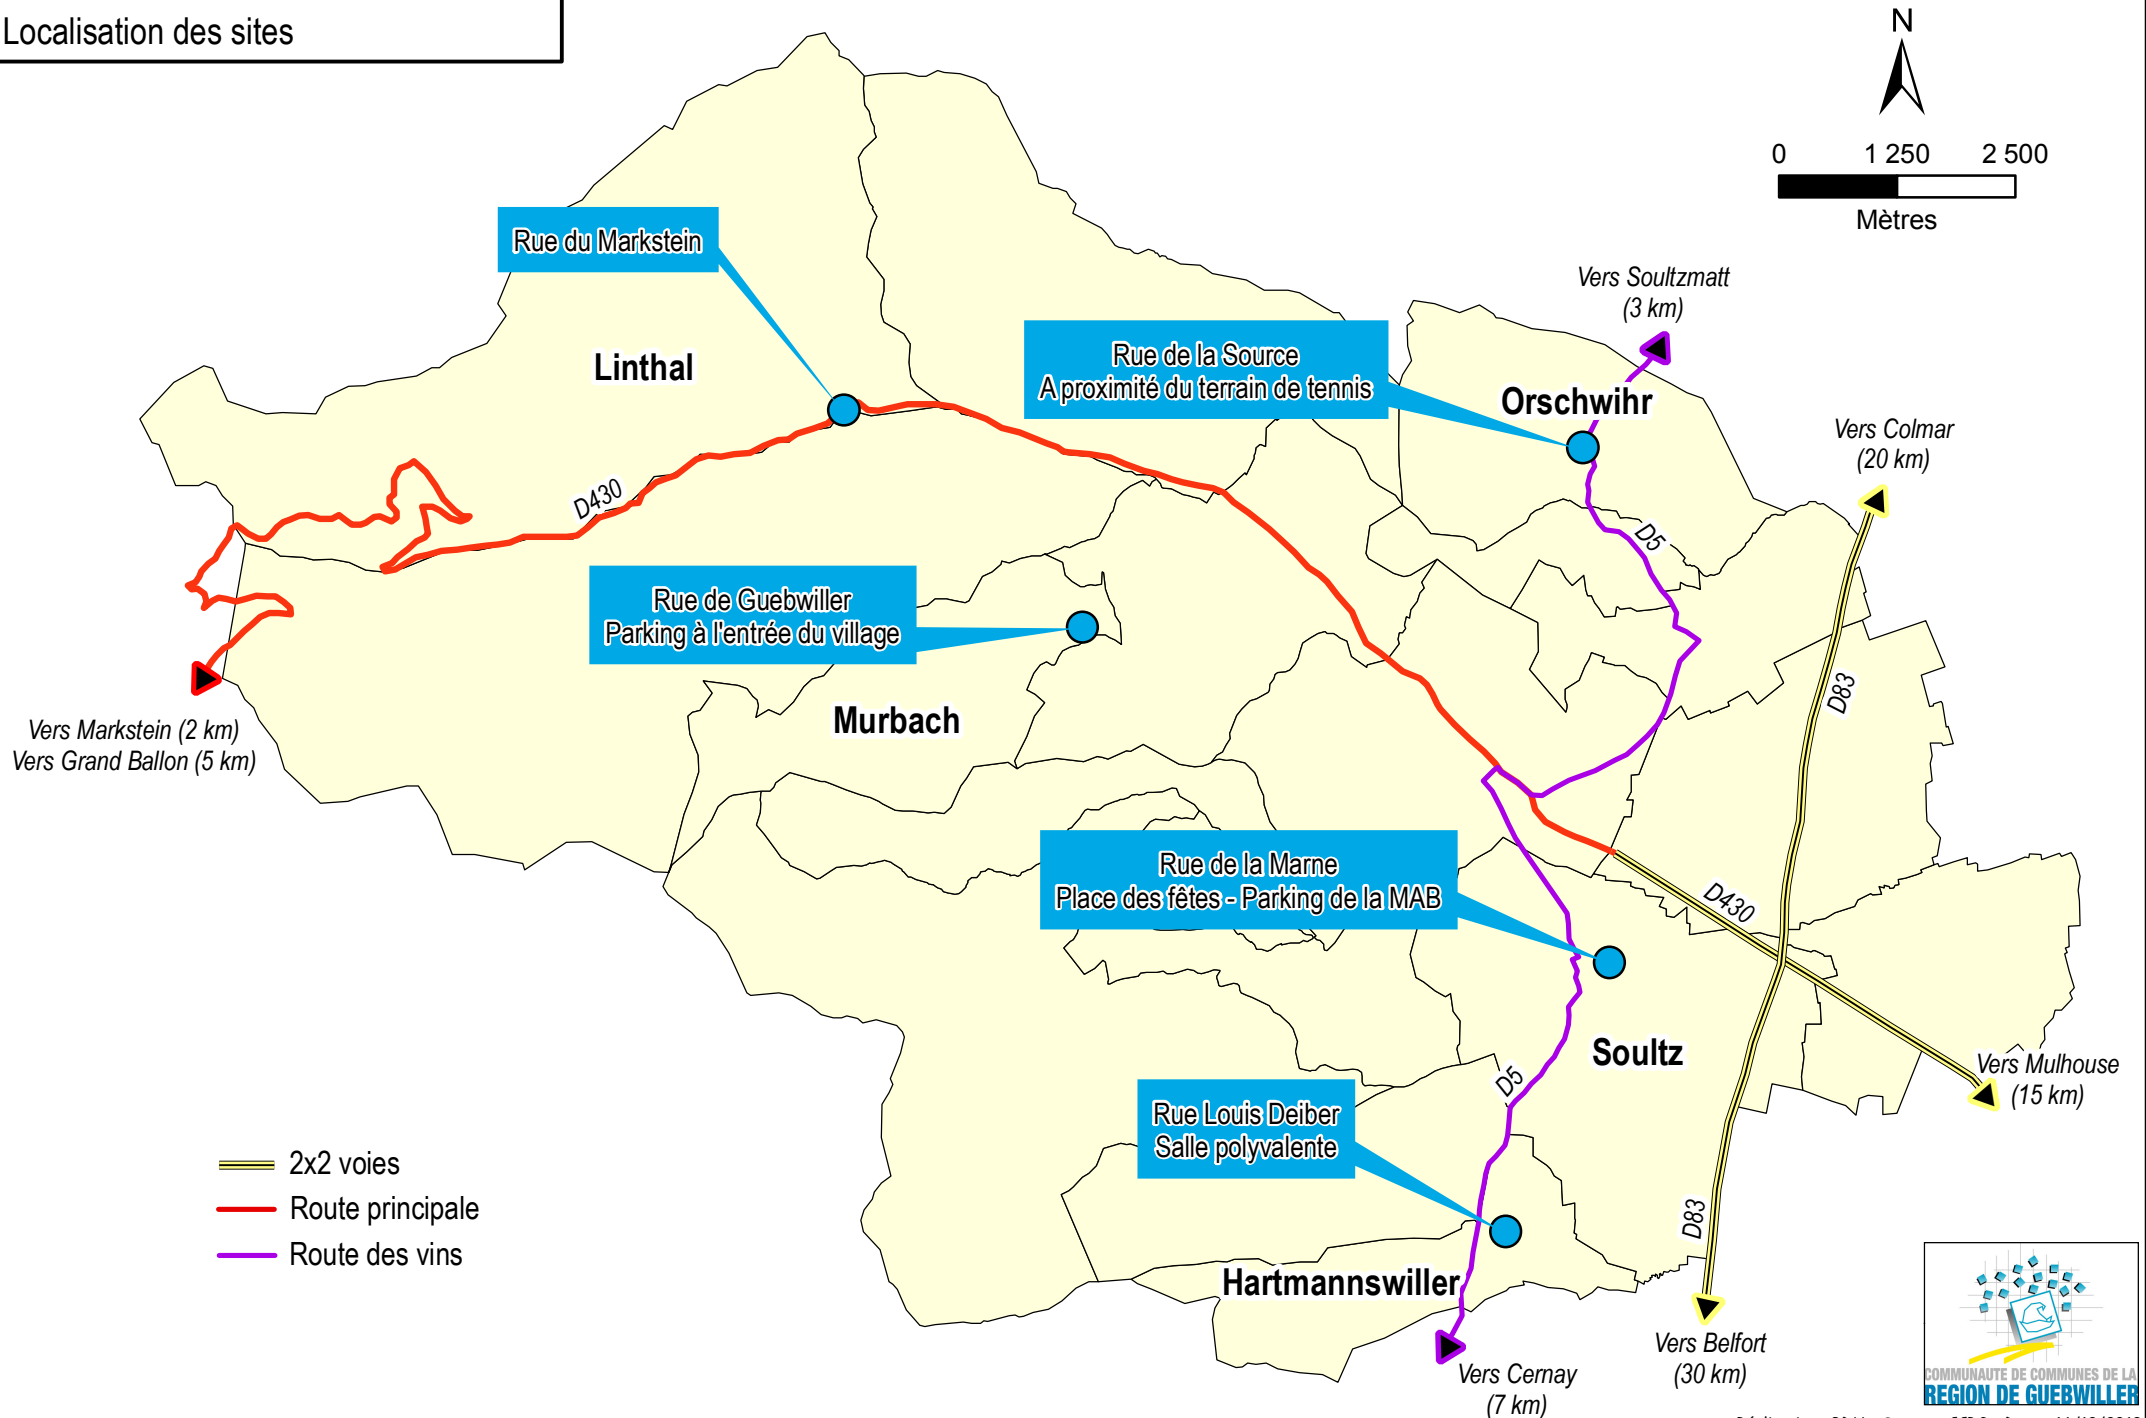 Localisation des sites
N
0 1 250 2 500
Mètres
Rue du Markstein
Vers Soultzmatt
(3 km)
Rue de la Source
A proximité du terrain de tennis
Linthal
Orschwihr
Vers Colmar
(20 km)
D430
D5
Rue de Guebwiller
Parking à l'entrée du village
Murbach
D83
Vers Markstein (2 km)
Vers Grand Ballon (5 km)
Rue de la Marne
Place des fêtes - Parking de la MAB
D430
Soultz
Vers Mulhouse
(15 km)
D5
Rue Louis Deiber
Salle polyvalente
2x2 voies
Route principale
Route des vins
D83
Hartmannswiller
Vers Belfort
(30 km)
Vers Cernay
(7 km)
COMMUNAUTE DE COMMUNES DE LA
REGION DE GUEBWILLER